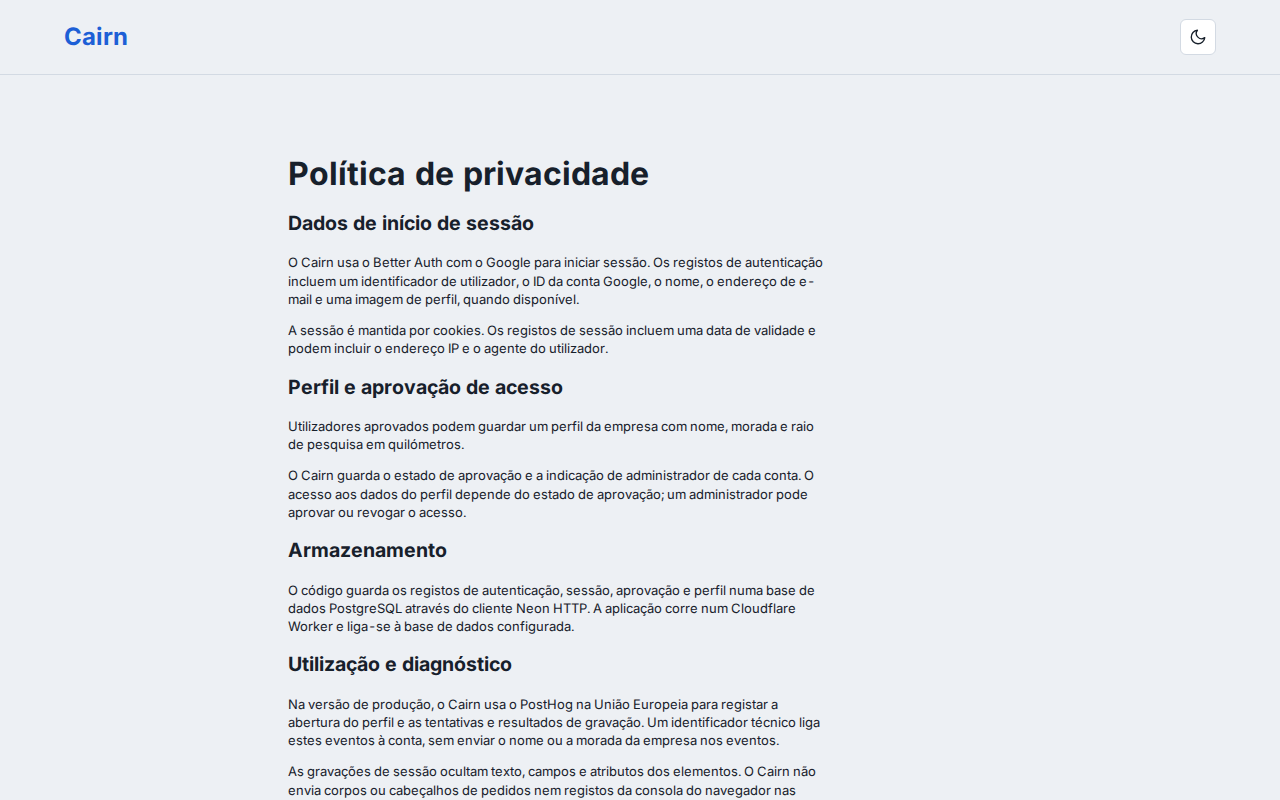 Cairn
Política de privacidade
Dados de início de sessão
O Cairn usa o Better Auth com o Google para iniciar sessão. Os registos de autenticação
incluem um identificador de utilizador, o ID da conta Google, o nome, o endereço de e-
mail e uma imagem de perfil, quando disponível.
A sessão é mantida por cookies. Os registos de sessão incluem uma data de validade e
podem incluir o endereço IP e o agente do utilizador.
Perfil e aprovação de acesso
Utilizadores aprovados podem guardar um perfil da empresa com nome, morada e raio
de pesquisa em quilómetros.
O Cairn guarda o estado de aprovação e a indicação de administrador de cada conta. O
acesso aos dados do perfil depende do estado de aprovação; um administrador pode
aprovar ou revogar o acesso.
Armazenamento
O código guarda os registos de autenticação, sessão, aprovação e perfil numa base de
dados PostgreSQL através do cliente Neon HTTP. A aplicação corre num Cloudflare
Worker e liga-se à base de dados configurada.
Utilização e diagnóstico
Na versão de produção, o Cairn usa o PostHog na União Europeia para registar a
abertura do perfil e as tentativas e resultados de gravação. Um identificador técnico liga
estes eventos à conta, sem enviar o nome ou a morada da empresa nos eventos.
As gravações de sessão ocultam texto, campos e atributos dos elementos. O Cairn não
envia corpos ou cabeçalhos de pedidos nem registos da consola do navegador nas